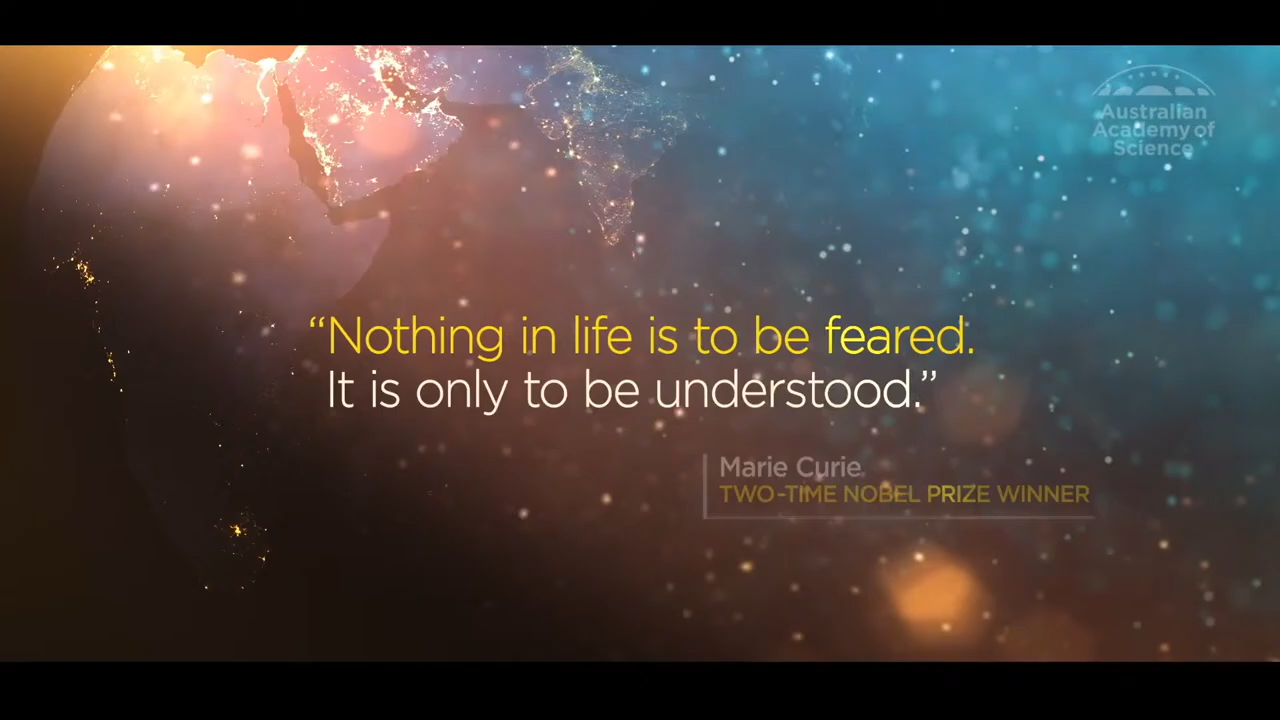 Australian
Academy of
Science
“Nothing in life is to be feared.
It is only to be understood.”
Marie Curie
TWO-TIME NOBEL PRIZE WINNER